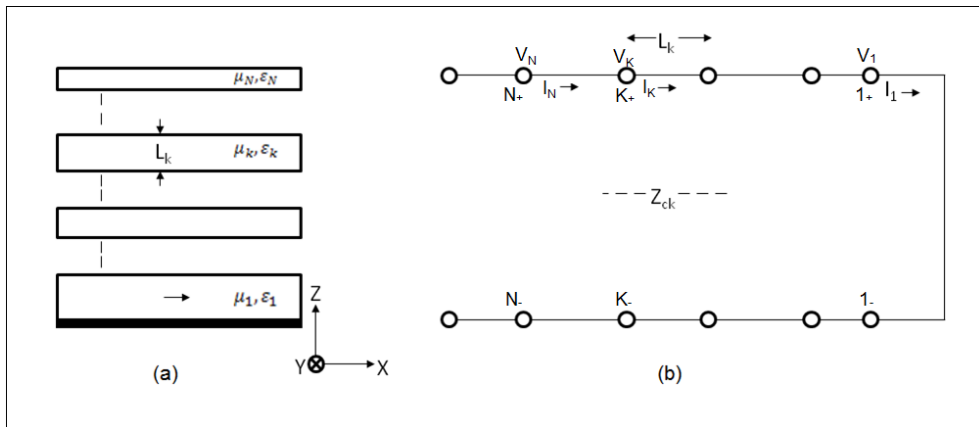 μN,εN
μk,εk
Lk
μ1,ε1
Z
Y
X
(a)
Lk
VN
VK
V1
N+
IN
K+
IK
1+
I1
Zck
N-
K-
1-
(b)